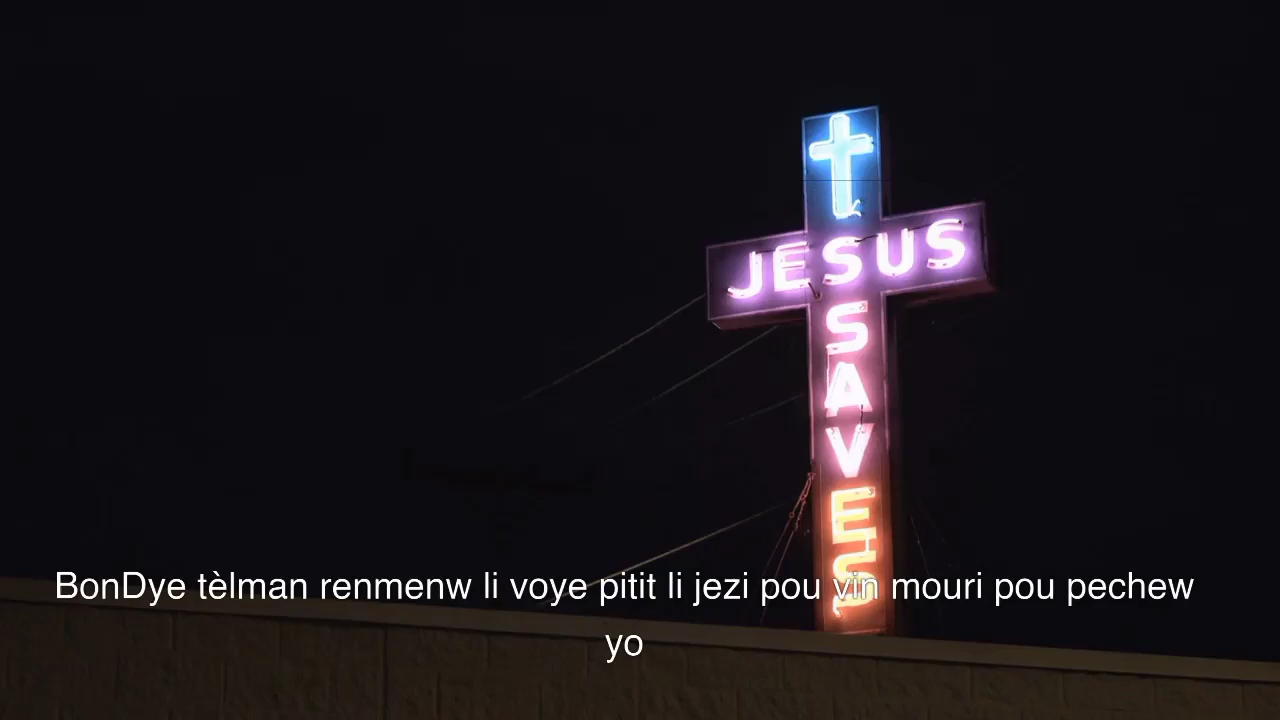 JESUS
SAVES
BonDye tèlman renmenw li voye pitit li jezi pou vin mouri pou pechew
yo